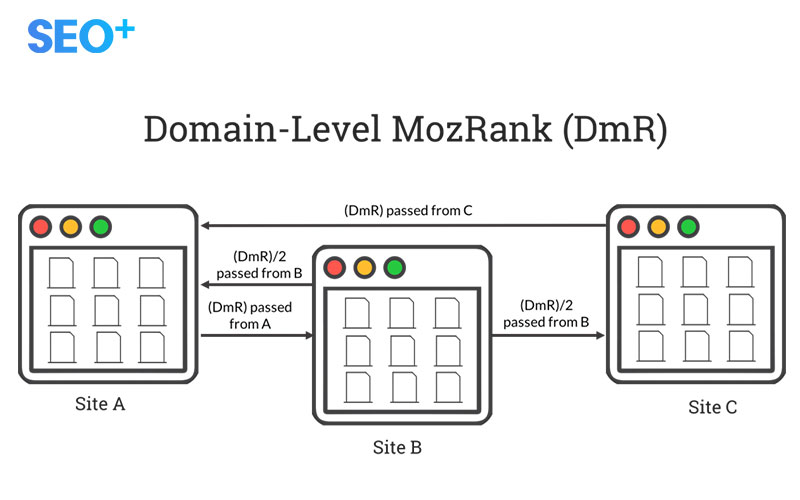 SEO+
Domain-Level MozRank (DmR)
(DmR) passed from C
(DmR)/2
passed from B
(DmR) passed
from A
(DmR)/2
passed from B
Site A
Site B
Site C